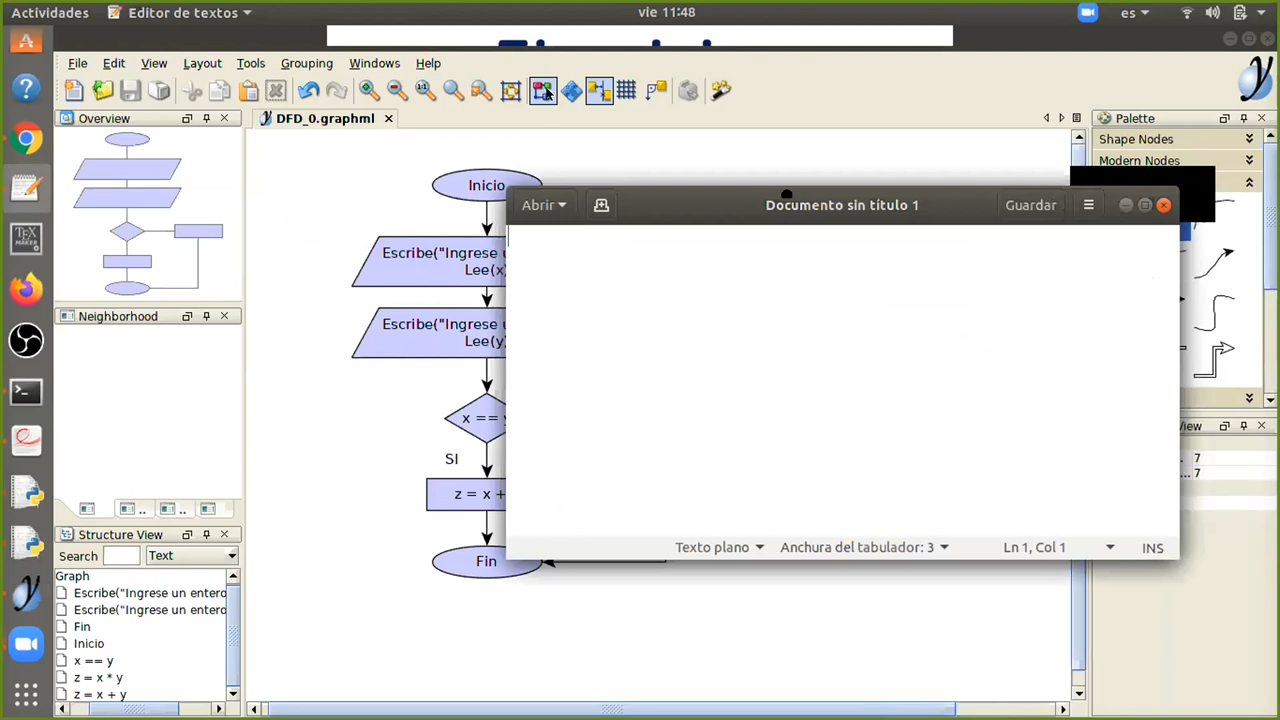 Actividades Editor de textos vie 11:48 es
File Edit View Layout Tools Grouping Windows Help
Overview
DFD_0.graphml
Palette
Shape Nodes
Modern Nodes
Inicio
Abrir Documento sin título 1 Guardar
Escribe("Ingrese u
Lee(x)
Escribe("Ingrese u
Lee(y)
Neighborhood
x == y
View
7
7
SI
z = x +
Structure View
Search Text
Texto plano Anchura del tabulador: 3 Ln 1, Col 1 INS
Fin
Graph
Escribe("Ingrese un entero
Escribe("Ingrese un entero
Fin
Inicio
x == y
z = x * y
z = x + y